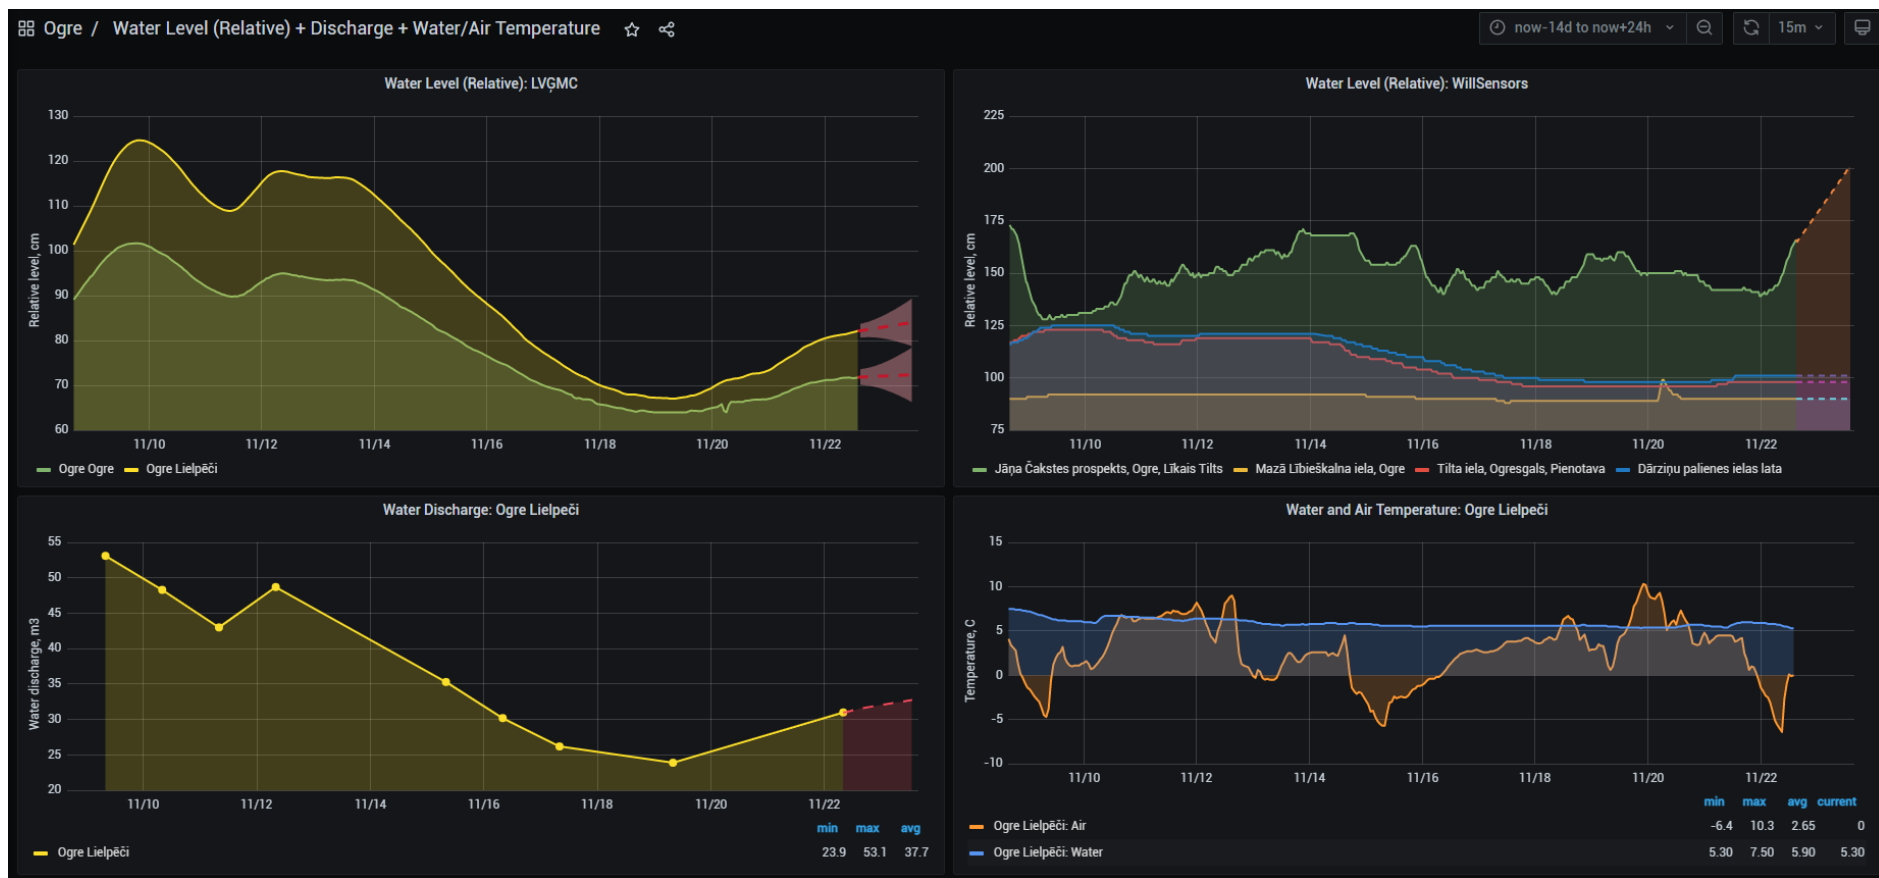 Ogre / Water Level (Relative) + Discharge + Water/Air Temperature
now-14d to now+24h
15m
Water Level (Relative): LVĢMC
Relative level, cm
130
120
110
100
90
80
70
60
11/10 11/12 11/14 11/16 11/18 11/20 11/22
Ogre Ogre Ogre Lielpēči
Water Level (Relative): WillSensors
Relative level, cm
225
200
175
150
125
100
75
11/10 11/12 11/14 11/16 11/18 11/20 11/22
Jāņa Čakstes prospekts, Ogre, Līkais Tilts Mazā Lībieškalna iela, Ogre Tilta iela, Ogresgals, Pienotava Dārziņu palienes ielas lata
Water Discharge: Ogre Lielpeči
Water discharge, m3
55
50
45
40
35
30
25
20
11/10 11/12 11/14 11/16 11/18 11/20 11/22
min max avg
Ogre Lielpēči 23.9 53.1 37.7
Water and Air Temperature: Ogre Lielpeči
Temperature, C
15
10
5
0
-5
-10
11/10 11/12 11/14 11/16 11/18 11/20 11/22
min max avg current
Ogre Lielpēči: Air -6.4 10.3 2.65 0
Ogre Lielpēči: Water 5.30 7.50 5.90 5.30